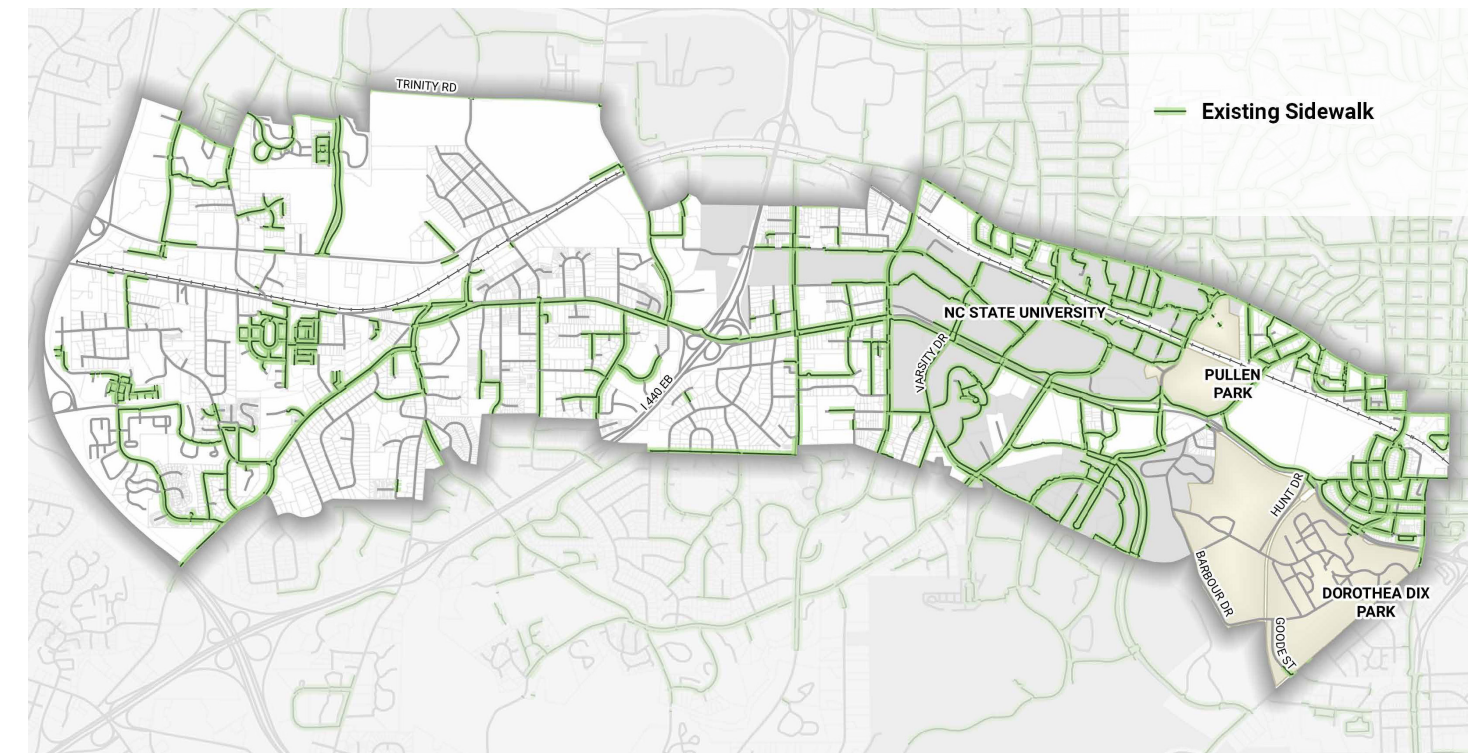 TRINITY RD
Existing Sidewalk
NC STATE UNIVERSITY
VARSITY DR
PULLEN
PARK
I 440 EB
HUNT DR
BARBOUR DR
DOROTHEA DIX
PARK
GOODE ST